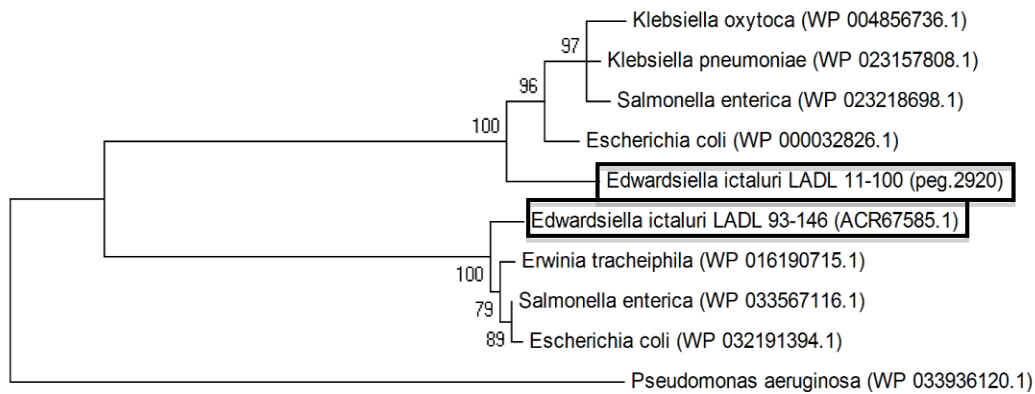 Klebsiella oxytoca (WP 004856736.1)
97
Klebsiella pneumoniae (WP 023157808.1)
96
Salmonella enterica (WP 023218698.1)
100
Escherichia coli (WP 000032826.1)
Edwardsiella ictaluri LADL 11-100 (peg.2920)
Edwardsiella ictaluri LADL 93-146 (ACR67585.1)
Erwinia tracheiphila (WP 016190715.1)
100
Salmonella enterica (WP 033567116.1)
79
Escherichia coli (WP 032191394.1)
89
Pseudomonas aeruginosa (WP 033936120.1)